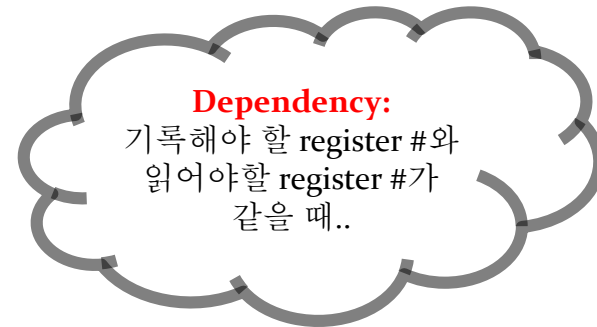 Dependency:
기록해야 할 register #와
읽어야할 register #가
같을 때..